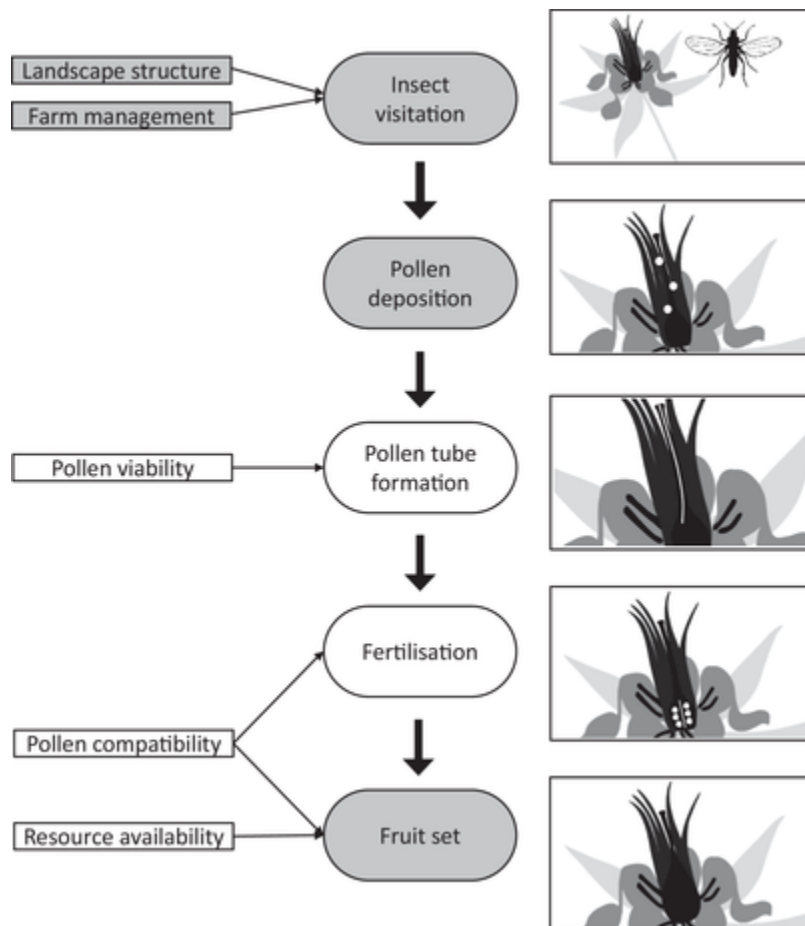 Landscape structure
Farm management
Insect
visitation
Pollen
deposition
Pollen viability
Pollen tube
formation
Fertilisation
Pollen compatibility
Resource availability
Fruit set